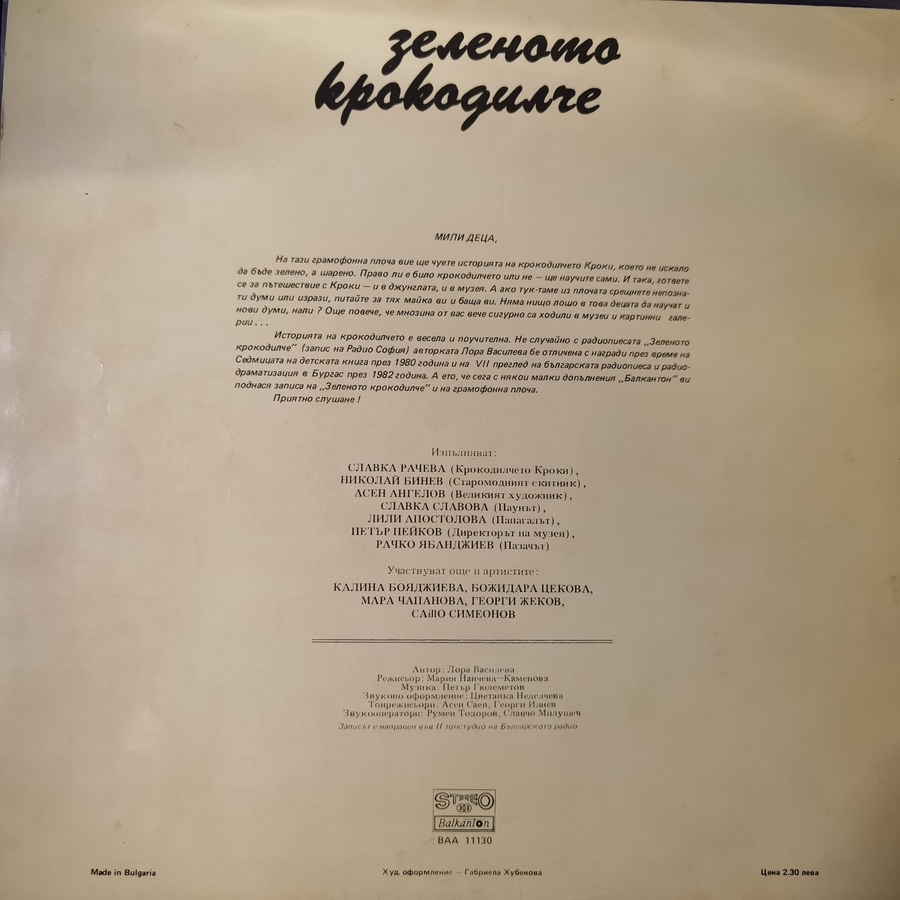 зеленото
крокодилче
МИЛИ ДЕЦА,
На тази грамофонна плоча вие ще чуете историята на крокодилчето Кроки, което не искало
да бъде зелено, а шарено. Право ли е било крокодилчето или не — ще научите сами. И така, гответе
се за пътешествие с Кроки — и в джунглата, и в музея. А ако тук-таме из плочата срещнете непозна-
ти думи или изрази, питайте за тях майка ви и баща ви. Няма нищо лошо в това децата да научат и
нови думи, нали ? Още повече, че мнозина от вас вече сигурно са ходили в музеи и картинни гале-
рии . . .
Историята на крокодилчето е весела и поучителна. Не случайно с радиопиесата „Зеленото
крокодилче" (запис на Радио София) авторката Лора Василева бе отличена с награди през време на
Седмицата на детската книга през 1980 година и на VII преглед на българската радиопиеса и радио-
драматизация в Бургас през 1982 година. А ето, че сега с някои малки допълнения „Балкантон" ви
поднася записа на „Зеленото крокодилче" и на грамофонна плоча.
Приятно слушане !
Изпълняват:
СЛАВКА РАЧЕВА (Крокодилчето Кроки),
НИКОЛАЙ БИНЕВ (Старомодният скитник),
АСЕН АНГЕЛОВ (Великият художник),
СЛАВКА СЛАВОВА (Паунът),
ЛИЛИ АПОСТОЛОВА (Папагалът),
ПЕТЪР ПЕЙКОВ (Директорът на музея),
РАЧКО ЯБАНДЖИЕВ (Пазачът)
Участвуват още и артистите:
КАЛИНА БОЯДЖИЕВА, БОЖИДАРА ЦЕКОВА,
МАРА ЧАПАНОВА, ГЕОРГИ ЖЕКОВ,
САШО СИМЕОНОВ
Автор: Лора Василева
Режисьор: Мария Нанчева—Каменова
Музика: Петър Гюлеметов
Звуково оформление: Цветанка Неделчева
Тонрежисьори: Асен Саев, Георги Илиев
Звукооператори: Румен Тодоров, Славчо Милушев
Записът е направен във II тонстудио на Българското радио
STEREO
33
Balkanton
ВАА 11130
Made in Bulgaria
Худ. оформление — Габриела Хубенова
Цена 2.30 лева